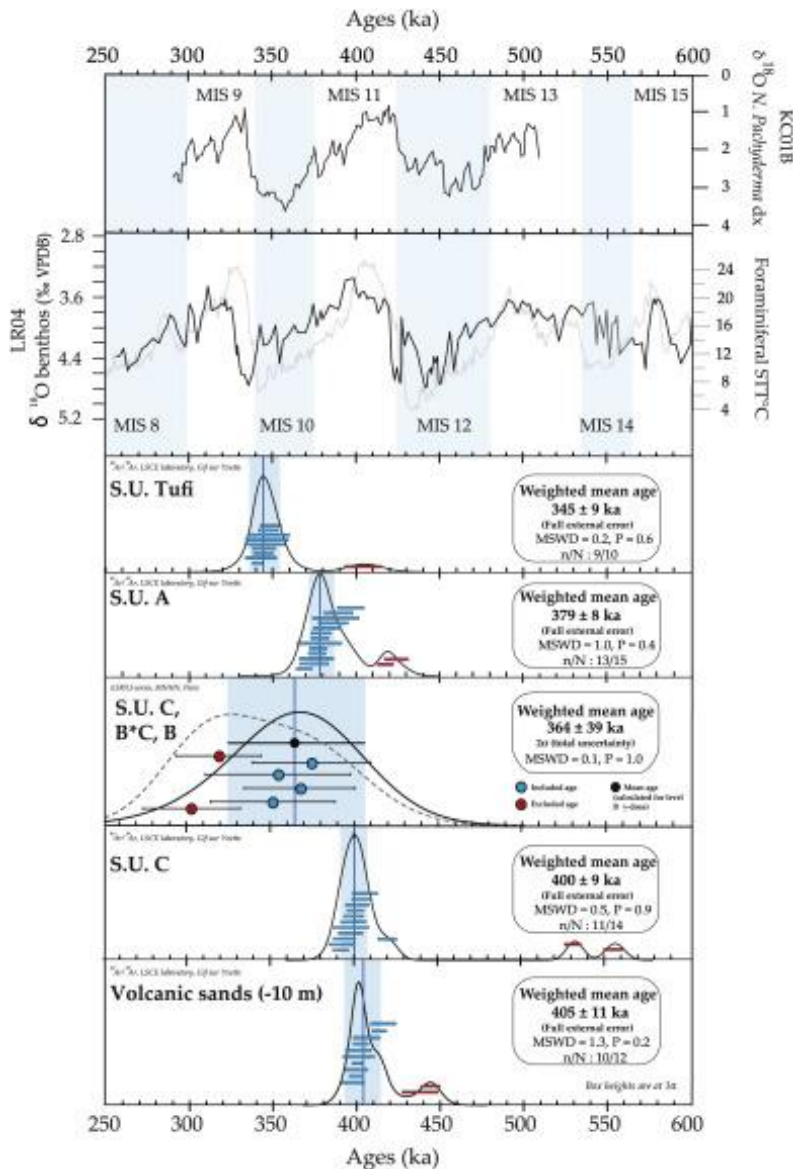 Ages (ka)
250 300 350 400 450 500 550 600
MIS 9
MIS 11
MIS 13
MIS 15
0
1
2
3
4
δ ¹⁸O N. Pachyderma dx
KC01B
2.8
3.6
4.4
5.2
LR04
δ ¹⁸O benthos (‰ VPDB)
24
20
16
12
8
4
Foraminiferal STT°C
MIS 8
MIS 10
MIS 12
MIS 14
S.U. Tufi
Weighted mean age
345 ± 9 ka
(Full external error)
MSWD = 0.2, P = 0.6
n/N : 9/10
S.U. A
Weighted mean age
379 ± 8 ka
(Full external error)
MSWD = 1.0, P = 0.4
n/N : 13/15
S.U. C,
B*C, B
Weighted mean age
364 ± 39 ka
2σ (total uncertainty)
MSWD = 0.1, P = 1.0
Included age
Excluded age
Mean age
(calculated for level
S.U. C
Weighted mean age
400 ± 9 ka
(Full external error)
MSWD = 0.5, P = 0.9
n/N : 11/14
Volcanic sands (-10 m)
Weighted mean age
405 ± 11 ka
(Full external error)
MSWD = 1.3, P = 0.2
n/N : 10/12
Box heights are at
250 300 350 400 450 500 550 600
Ages (ka)